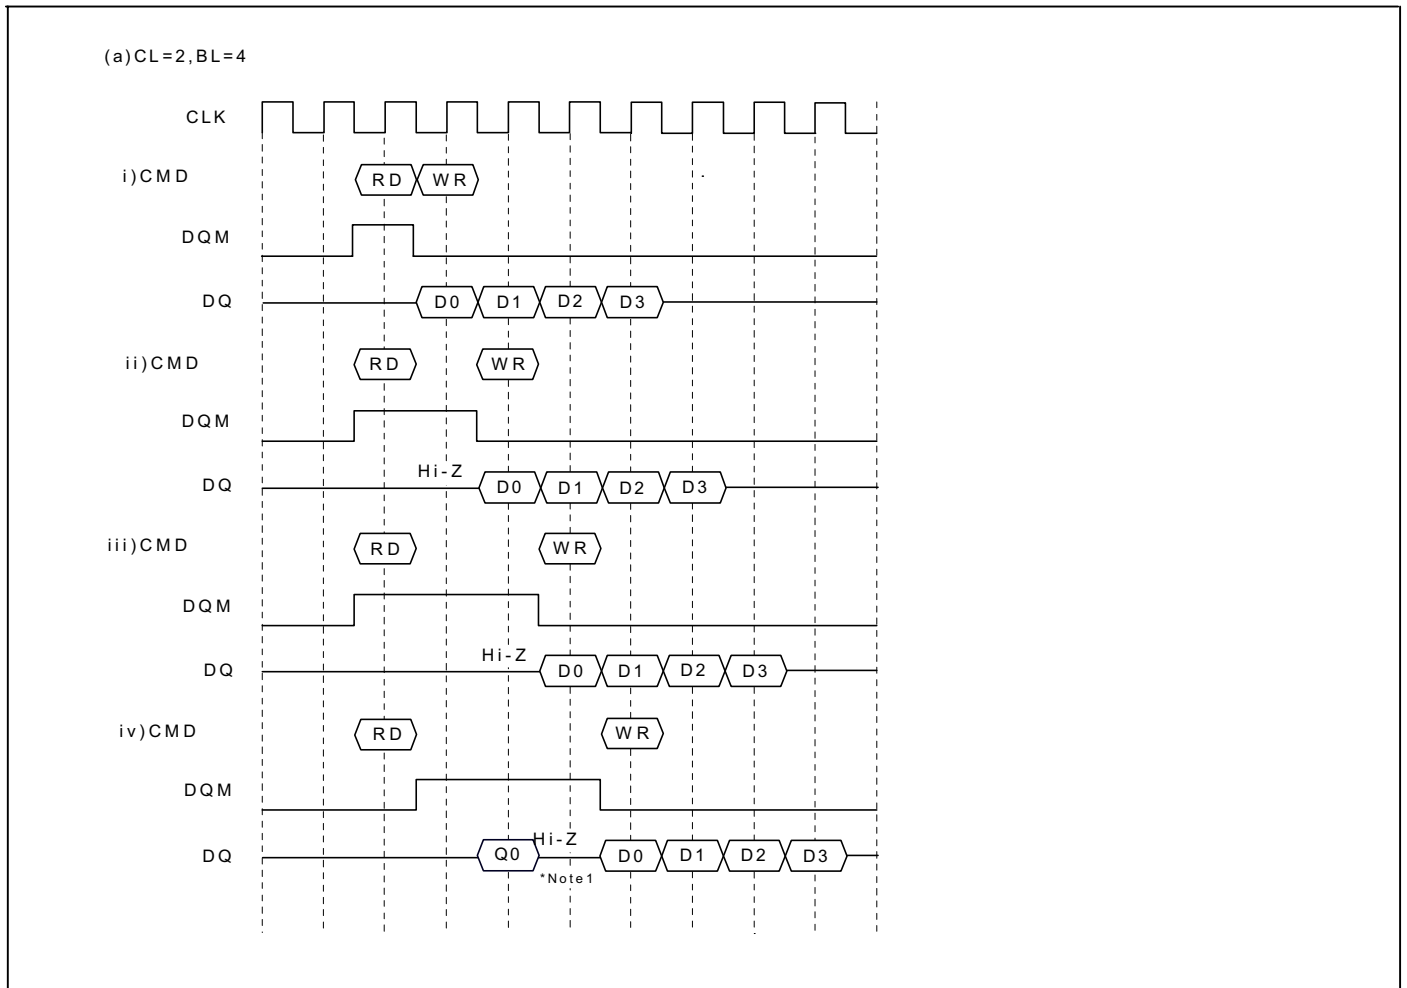 (a)CL=2,BL=4
CLK
i)CMD RD WR
DQM
DQ D0 D1 D2 D3
ii)CMD RD WR
DQM
Hi-Z
DQ D0 D1 D2 D3
iii)CMD RD WR
DQM
Hi-Z
DQ D0 D1 D2 D3
iv)CMD RD WR
DQM
Hi-Z
DQ Q0 D0 D1 D2 D3
*Note1